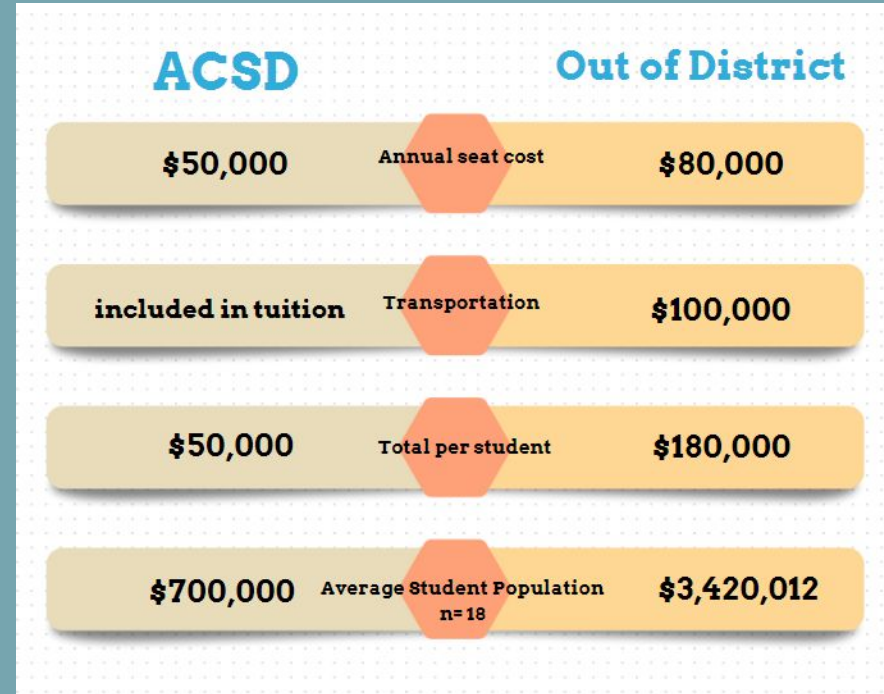 ACSD
Out of District
$50,000
Annual seat cost
$80,000
included in tuition
Transportation
$100,000
$50,000
Total per student
$180,000
$700,000
Average Student Population
n=18
$3,420,012